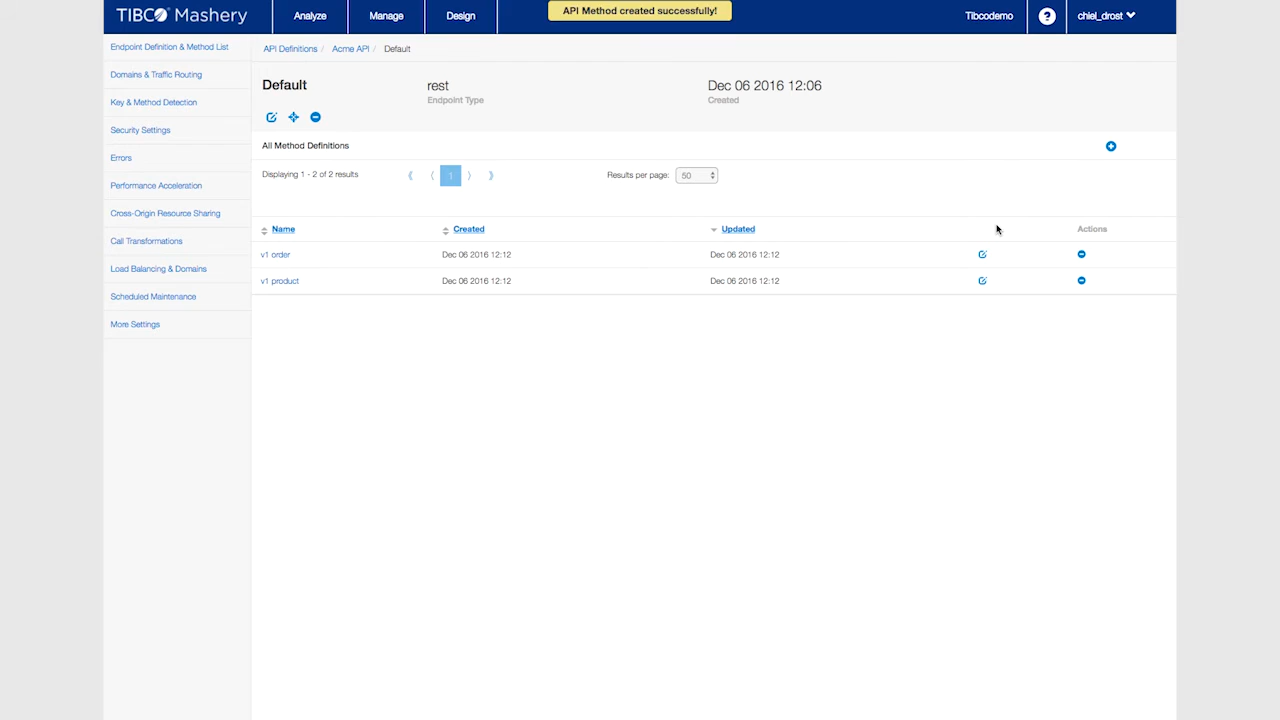 TIBCO Mashery
Analyze
Manage
Design
API Method created successfully!
Tibcodemo
?
chiel_drost
Endpoint Definition & Method List
Domains & Traffic Routing
Key & Method Detection
Security Settings
Errors
Performance Acceleration
Cross-Origin Resource Sharing
Call Transformations
Load Balancing & Domains
Scheduled Maintenance
More Settings
API Definitions / Acme API / Default
Default
rest
Endpoint Type
Dec 06 2016 12:06
Created
All Method Definitions
Displaying 1 - 2 of 2 results
1
Results per page: 50
Name Created Updated Actions
v1 order Dec 06 2016 12:12 Dec 06 2016 12:12
v1 product Dec 06 2016 12:12 Dec 06 2016 12:12